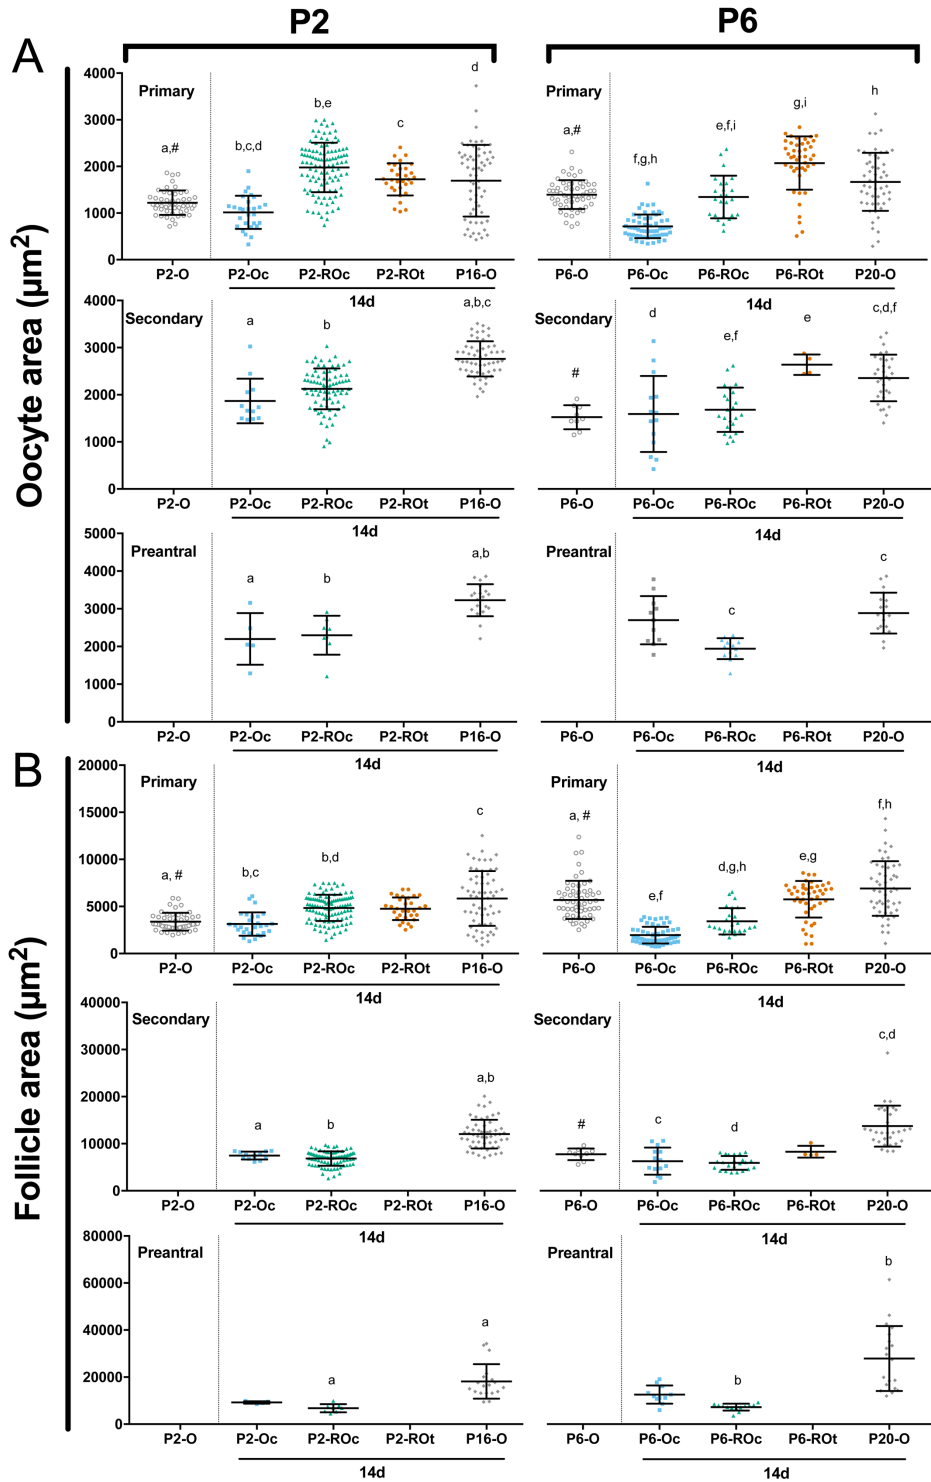 P2
P6
A
Oocyte area (µm²)
4000
3000
2000
1000
0
Primary
a,#
b,c,d
b,e
c
d
P2-O
P2-Oc
P2-ROc
P2-ROt
P16-O
14d
Primary
a,#
f,g,h
e,f,i
g,i
h
P6-O
P6-Oc
P6-ROc
P6-ROt
P20-O
14d
4000
3000
2000
1000
0
Secondary
a
b
a,b,c
P2-O
P2-Oc
P2-ROc
P2-ROt
P16-O
14d
Secondary
#
d
e,f
e
c,d,f
P6-O
P6-Oc
P6-ROc
P6-ROt
P20-O
14d
5000
4000
3000
2000
1000
0
Preantral
a
b
a,b
P2-O
P2-Oc
P2-ROc
P2-ROt
P16-O
14d
Preantral
c
c
P6-O
P6-Oc
P6-ROc
P6-ROt
P20-O
14d
B
Follicle area (µm²)
20000
15000
10000
5000
0
Primary
a, #
b,c
b,d
c
P2-O
P2-Oc
P2-ROc
P2-ROt
P16-O
14d
Primary
a, #
e,f
d,g,h
e,g
f,h
P6-O
P6-Oc
P6-ROc
P6-ROt
P20-O
14d
40000
30000
20000
10000
0
Secondary
a
b
a,b
P2-O
P2-Oc
P2-ROc
P2-ROt
P16-O
14d
Secondary
#
c
d
c,d
P6-O
P6-Oc
P6-ROc
P6-ROt
P20-O
14d
80000
60000
40000
20000
0
Preantral
a
a
P2-O
P2-Oc
P2-ROc
P2-ROt
P16-O
14d
Preantral
b
b
P6-O
P6-Oc
P6-ROc
P6-ROt
P20-O
14d